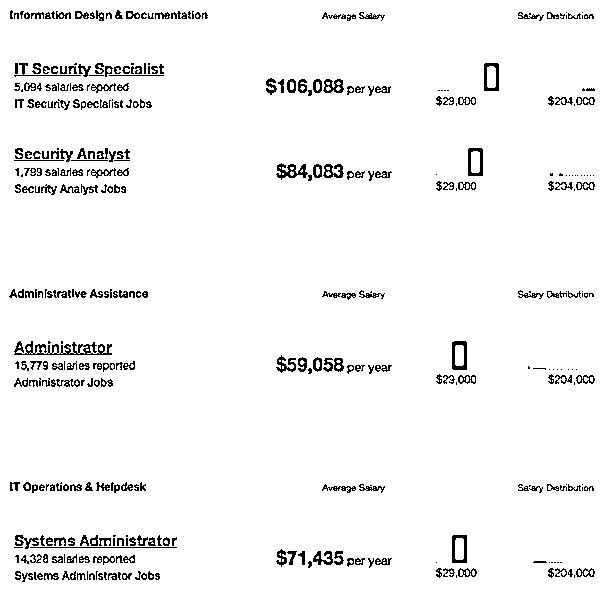 Information Design & Documentation Average Salary Salary Distribution
IT Security Specialist
5,094 salaries reported
IT Security Specialist Jobs
$106,088 per year
$29,000 $204,000
Security Analyst
1,799 salaries reported
Security Analyst Jobs
$84,083 per year
$29,000 $204,000
Administrative Assistance Average Salary Salary Distribution
Administrator
15,779 salaries reported
Administrator Jobs
$59,058 per year
$29,000 $204,000
IT Operations & Helpdesk Average Salary Salary Distribution
Systems Administrator
14,328 salaries reported
Systems Administrator Jobs
$71,435 per year
$29,000 $204,000